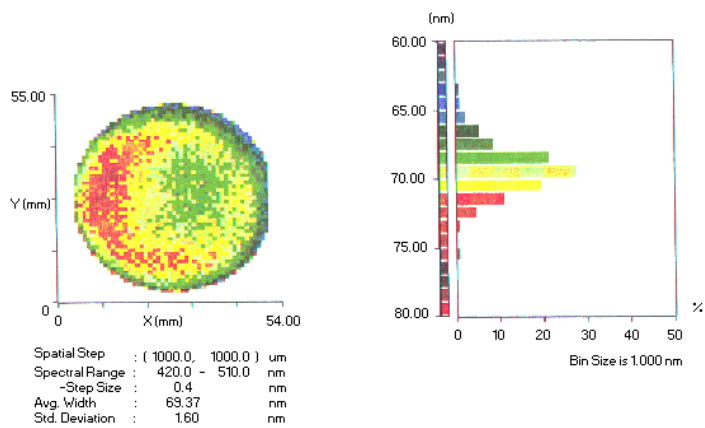 (nm)
60.00
65.00
70.00
75.00
80.00
%
0 10 20 30 40 50
Bin Size is 1.000 nm
55.00
Y (mm)
0
0 X (mm) 54.00
Spatial Step : ( 1000.0, 1000.0 ) um
Spectral Range : 420.0 - 510.0 nm
-Step Size : 0.4 nm
Avg. Width : 69.37 nm
Std. Deviation : 1.60 nm